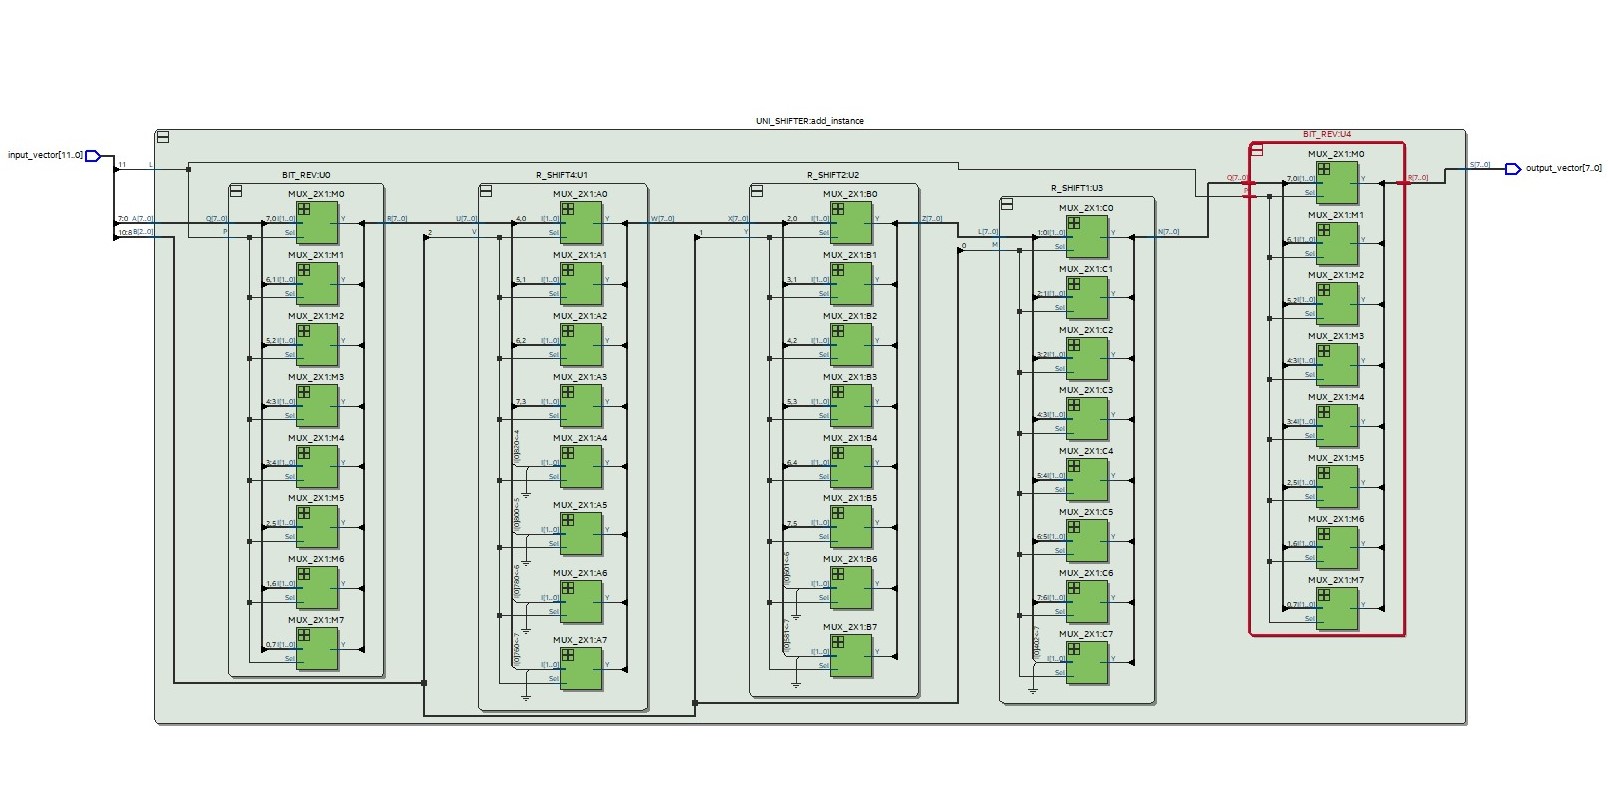 UNI_SHIFTER:add_instance
input_vector[11..0]
11
L
7:0
A[7..0]
10:8
B[2..0]
BIT_REV:U0
Q[7..0]
P
R[7..0]
MUX_2X1:M0
7,0
I[1..0]
Sel
Y
MUX_2X1:M1
6,1
I[1..0]
Sel
Y
MUX_2X1:M2
5,2
I[1..0]
Sel
Y
MUX_2X1:M3
4:3
I[1..0]
Sel
Y
MUX_2X1:M4
3:4
I[1..0]
Sel
Y
MUX_2X1:M5
2,5
I[1..0]
Sel
Y
MUX_2X1:M6
1,6
I[1..0]
Sel
Y
MUX_2X1:M7
0,7
I[1..0]
Sel
Y
R_SHIFT4:U1
U[7..0]
2
V
W[7..0]
MUX_2X1:A0
4,0
I[1..0]
Sel
Y
MUX_2X1:A1
5,1
I[1..0]
Sel
Y
MUX_2X1:A2
6,2
I[1..0]
Sel
Y
MUX_2X1:A3
7,3
I[1..0]
Sel
Y
MUX_2X1:A4
I[1..0]
Sel
Y
MUX_2X1:A5
I[1..0]
Sel
Y
MUX_2X1:A6
I[1..0]
Sel
Y
MUX_2X1:A7
I[1..0]
Sel
Y
R_SHIFT2:U2
X[7..0]
1
Y
Z[7..0]
MUX_2X1:B0
2,0
I[1..0]
Sel
Y
MUX_2X1:B1
3,1
I[1..0]
Sel
Y
MUX_2X1:B2
4,2
I[1..0]
Sel
Y
MUX_2X1:B3
5,3
I[1..0]
Sel
Y
MUX_2X1:B4
6,4
I[1..0]
Sel
Y
MUX_2X1:B5
7,5
I[1..0]
Sel
Y
MUX_2X1:B6
I[1..0]
Sel
Y
MUX_2X1:B7
I[1..0]
Sel
Y
R_SHIFT1:U3
L[7..0]
0
M
N[7..0]
MUX_2X1:C0
1:0
I[1..0]
Sel
Y
MUX_2X1:C1
2:1
I[1..0]
Sel
Y
MUX_2X1:C2
3:2
I[1..0]
Sel
Y
MUX_2X1:C3
4:3
I[1..0]
Sel
Y
MUX_2X1:C4
5:4
I[1..0]
Sel
Y
MUX_2X1:C5
6:5
I[1..0]
Sel
Y
MUX_2X1:C6
7:6
I[1..0]
Sel
Y
MUX_2X1:C7
I[1..0]
Sel
Y
BIT_REV:U4
Q[7..0]
P
R[7..0]
MUX_2X1:M0
7,0
I[1..0]
Sel
Y
MUX_2X1:M1
6,1
I[1..0]
Sel
Y
MUX_2X1:M2
5,2
I[1..0]
Sel
Y
MUX_2X1:M3
4:3
I[1..0]
Sel
Y
MUX_2X1:M4
3:4
I[1..0]
Sel
Y
MUX_2X1:M5
2,5
I[1..0]
Sel
Y
MUX_2X1:M6
1,6
I[1..0]
Sel
Y
MUX_2X1:M7
0,7
I[1..0]
Sel
Y
S[7..0]
output_vector[7..0]